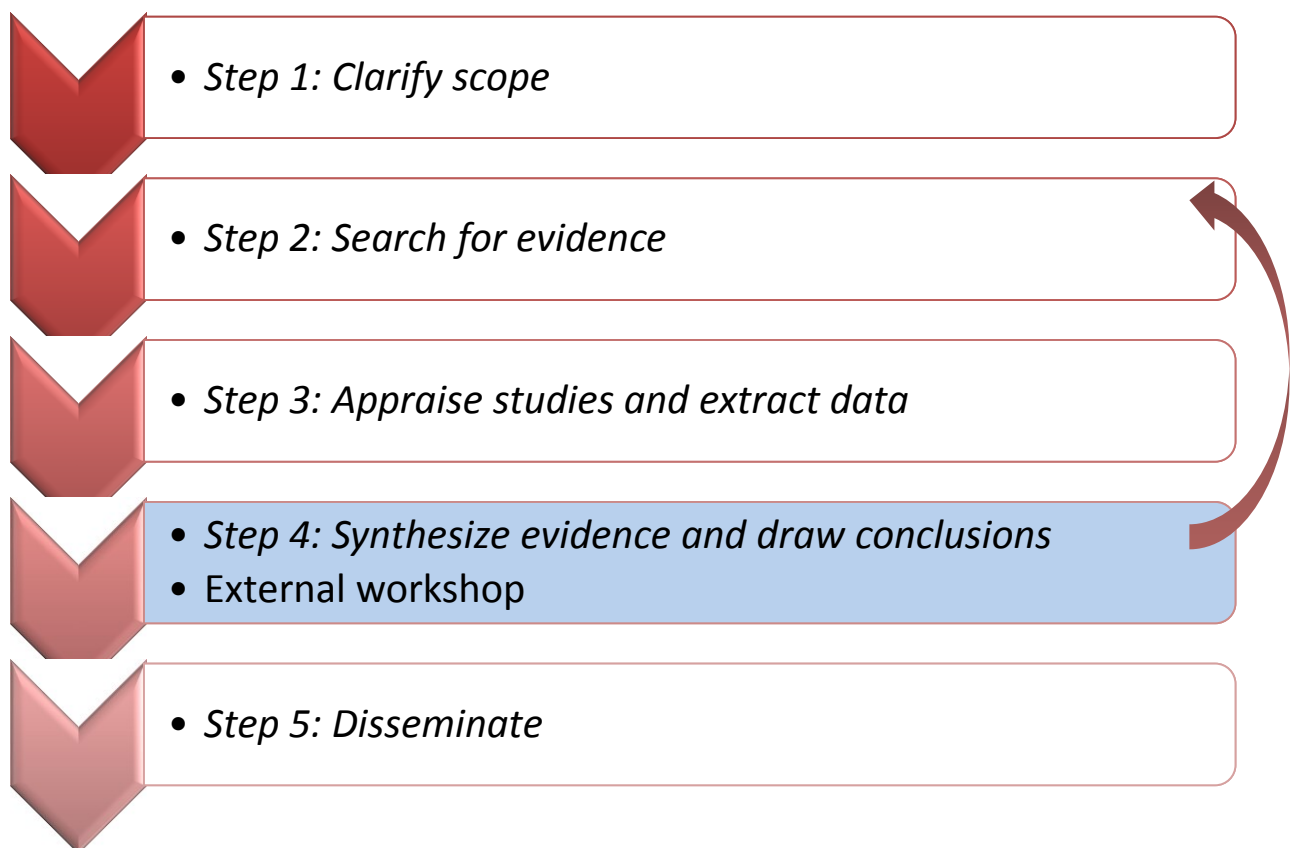 • Step 1: Clarify scope
• Step 2: Search for evidence
• Step 3: Appraise studies and extract data
• Step 4: Synthesize evidence and draw conclusions
• External workshop
• Step 5: Disseminate